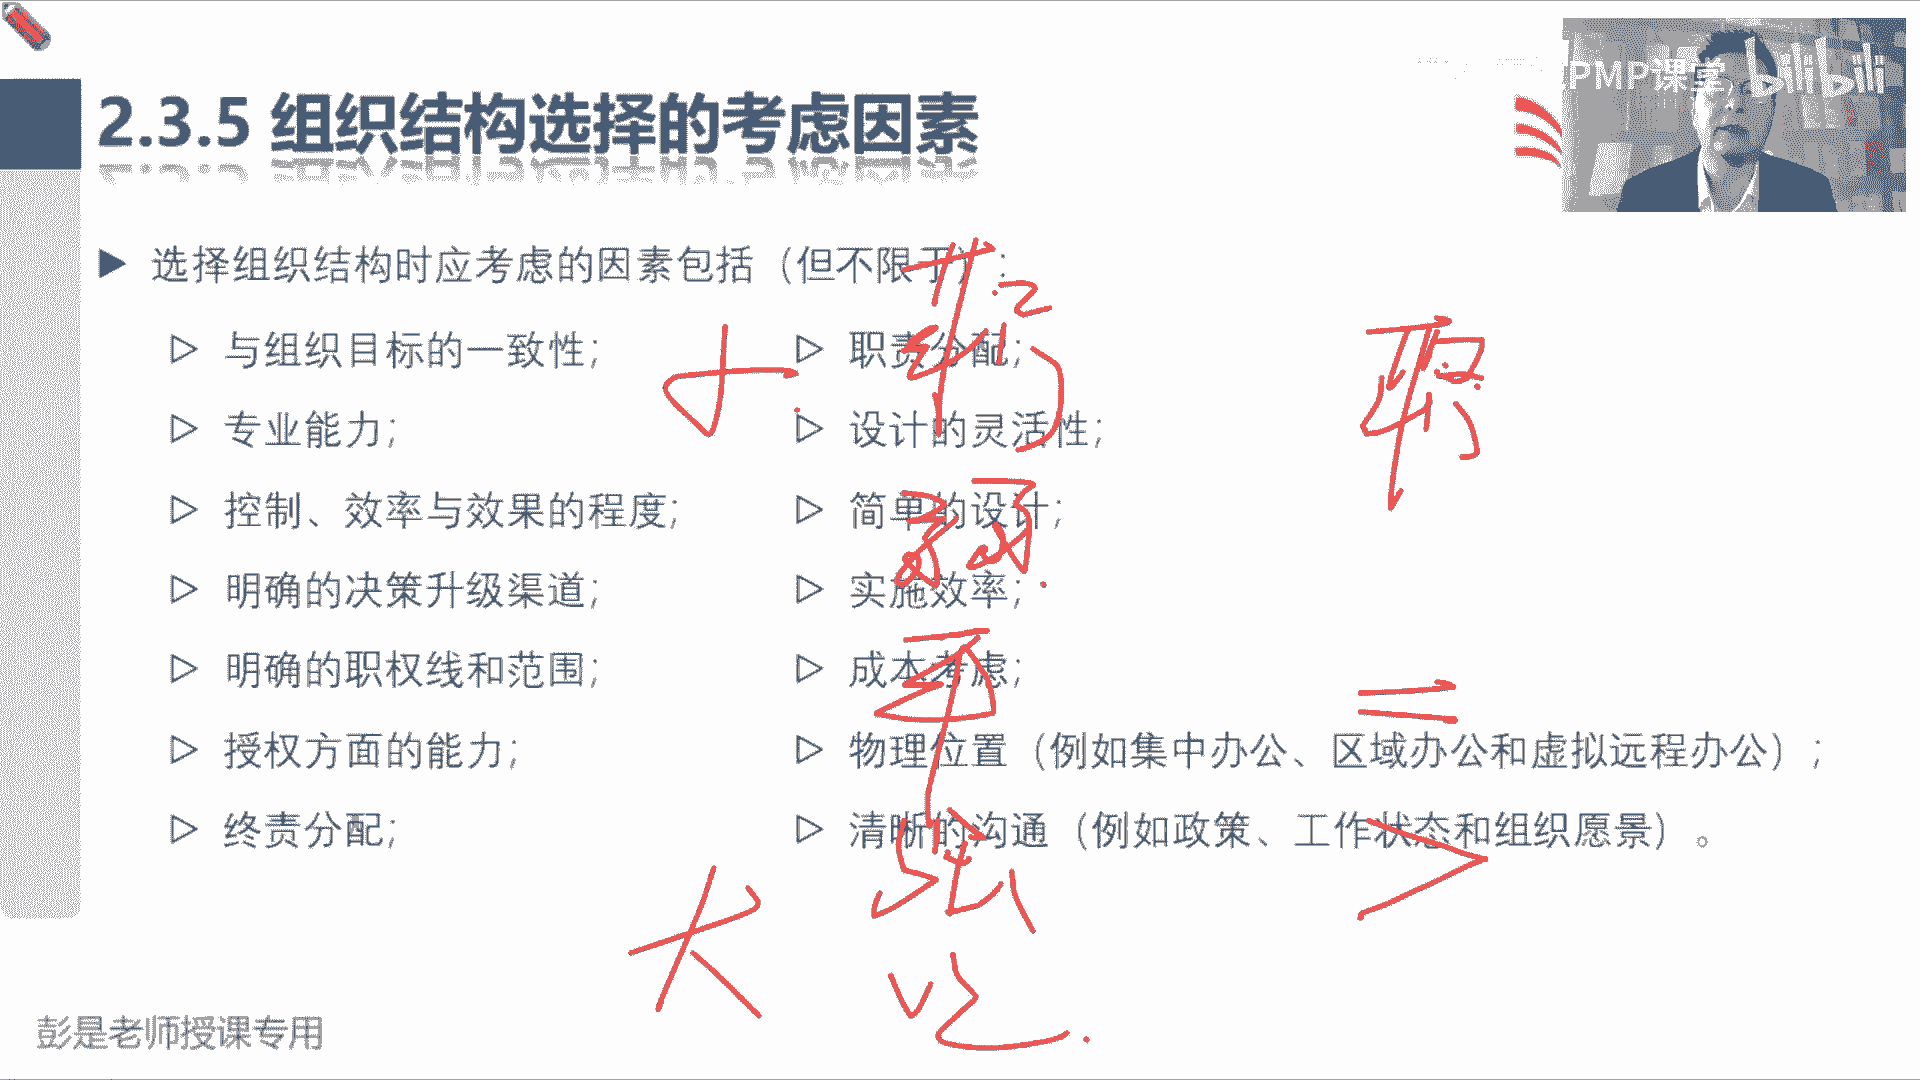 PMP课堂 bilibili
2.3.5 组织结构选择的考虑因素
选择组织结构时应考虑的因素包括（但不限于）：
与组织目标的一致性；
专业能力；
控制、效率与效果的程度；
明确的决策升级渠道；
明确的职权线和范围；
授权方面的能力；
终责分配；
职责分配；
设计的灵活性；
简单的设计；
实施效率；
成本考虑；
物理位置（例如集中办公、区域办公和虚拟远程办公）；
清晰的沟通（例如政策、工作状态和组织愿景）。
小
大
职
=
>
彭是老师授课专用